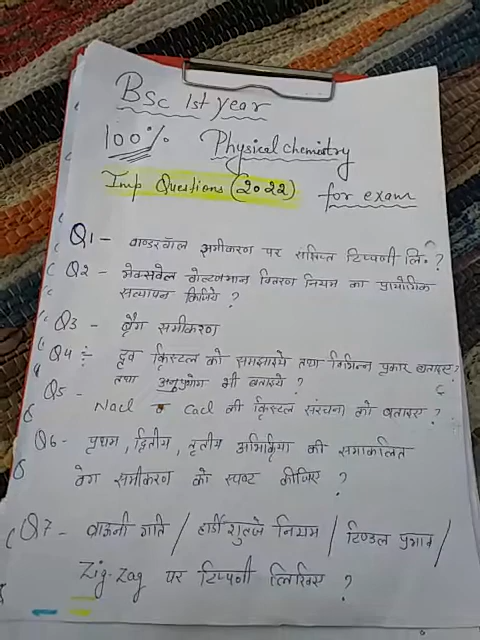 BSc 1st year
100% Physical chemistry
Imp Questions (2022) for exam
Q1 - वाण्डरवॉल समीकरण पर संक्षिप्त टिप्पणी लि॰ ?
Q2 - मेक्सवेल वोल्टजमान वितरण नियम का प्रायोगिक
सत्यापन किजिये ?
Q3 - ब्रैग समीकरण
Q4 ÷ द्रव क्रिस्टल को समझाइये तथा विभिन्न प्रकार बताइए ?
तथा अनुप्रयोग भी बताइये ?
Q5 - Nacl व Cacl की क्रिस्टल संरचना को बताइए ?
Q6 - प्रथम, द्वितीय, तृतीय अभिक्रिया की समाकलित
वेग समीकरण को स्पष्ट कीजिए ?
Q7 - ब्राऊनी गति / हार्डी शुल्जे नियम / टिण्डल प्रभाव /
Zig-Zag पर टिप्पणी लिखिए ?